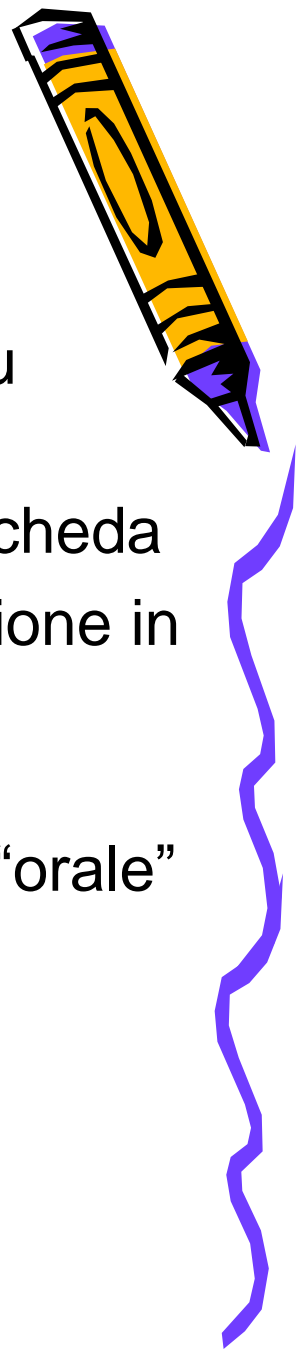 u
cheda
ione in
“orale”